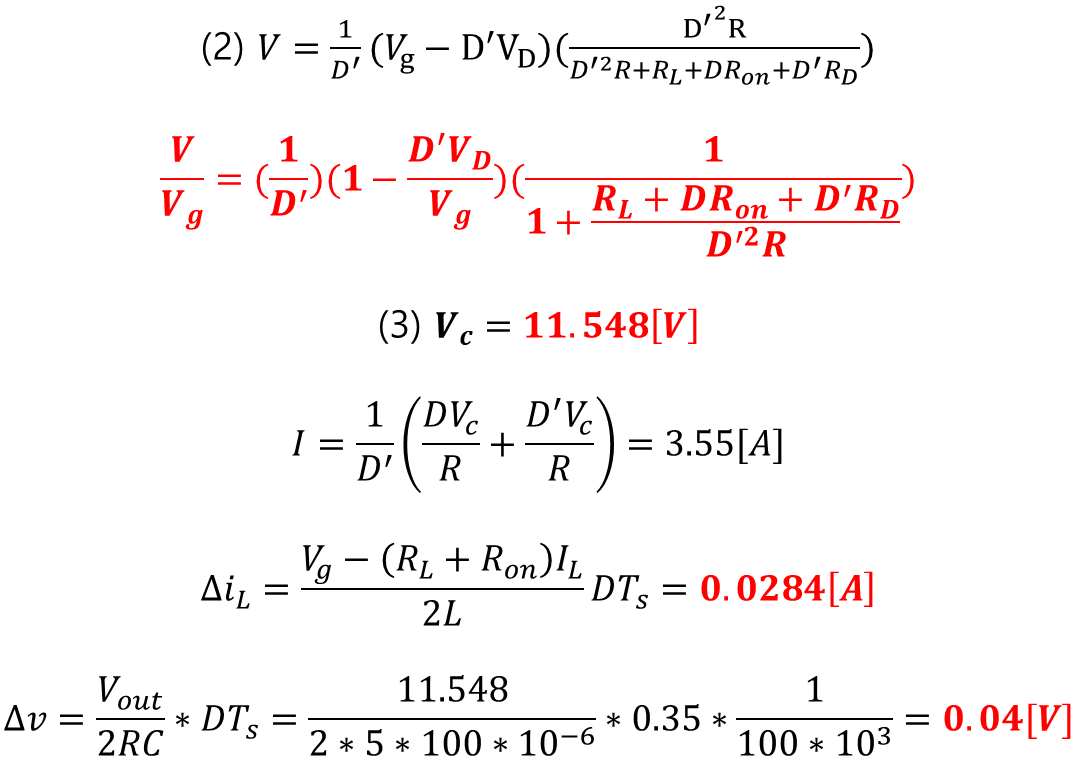 (2) V = 1/D′ (V_g − D′V_D)(D′²R / (D′²R+R_L+DR_on+D′R_D))
V/V_g = (1/D′)(1 − D′V_D/V_g)(1 / (1 + (R_L + DR_on + D′R_D)/(D′²R)))
(3) V_c = 11.548[V]
I = 1/D′ (DV_c/R + D′V_c/R) = 3.55[A]
Δi_L = (V_g − (R_L + R_on)I_L)/(2L) DT_s = 0.0284[A]
Δv = V_out/(2RC) ∗ DT_s = 11.548/(2 ∗ 5 ∗ 100 ∗ 10⁻⁶) ∗ 0.35 ∗ 1/(100 ∗ 10³) = 0.04[V]